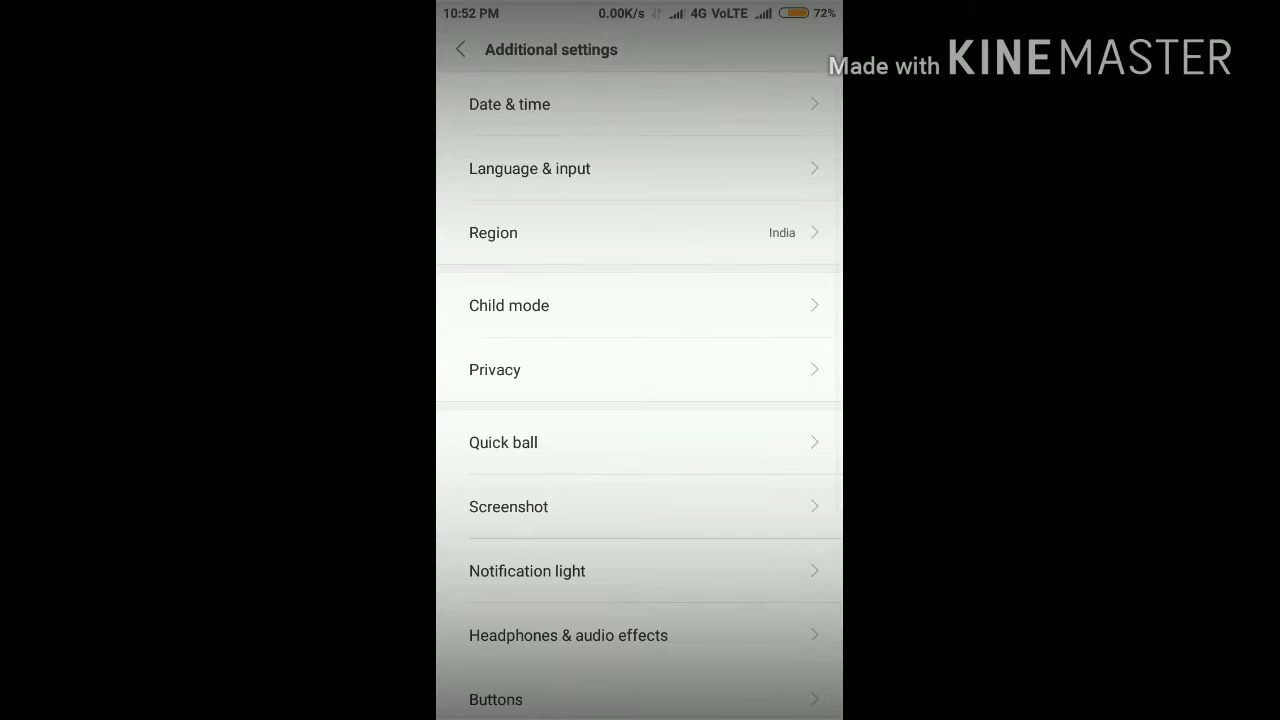 10:52 PM 0.00K/s 4G VoLTE 72%
Additional settings
Made with KINEMASTER
Date & time
Language & input
Region India
Child mode
Privacy
Quick ball
Screenshot
Notification light
Headphones & audio effects
Buttons